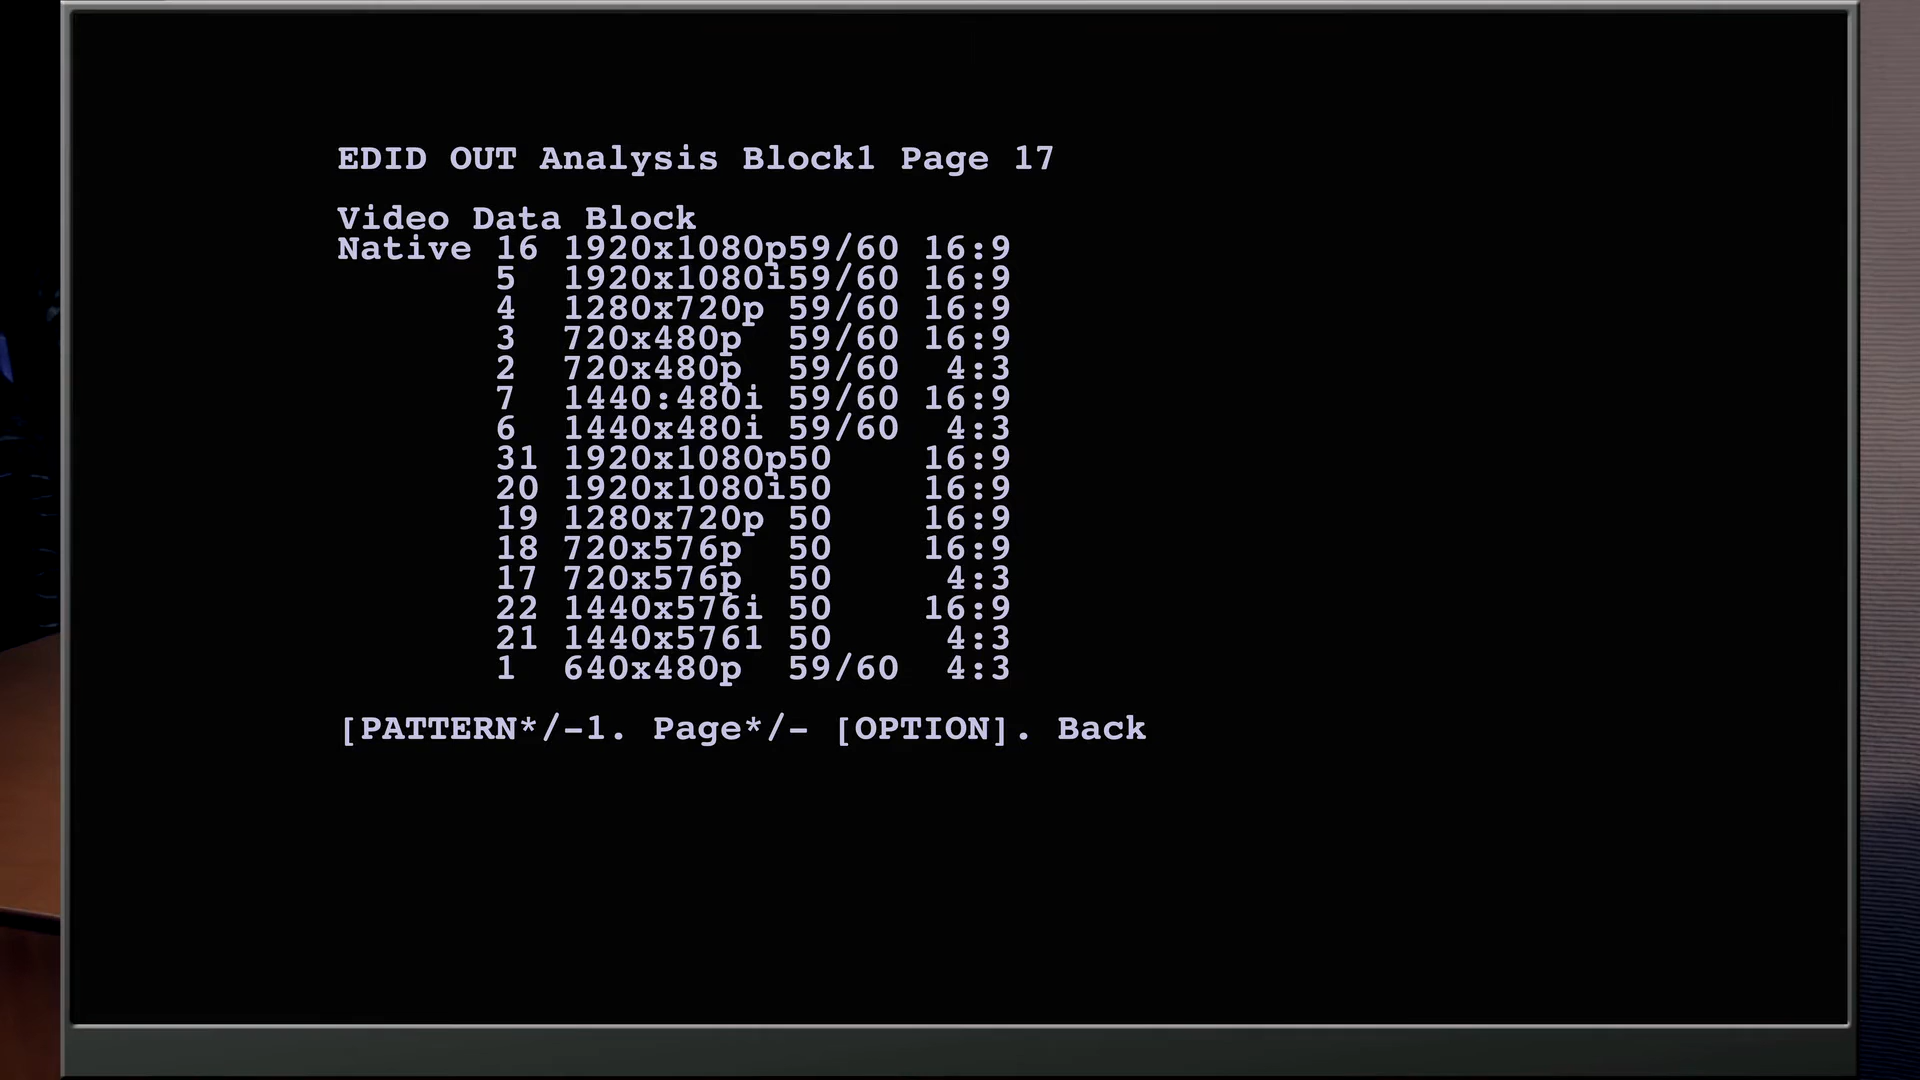 EDID OUT Analysis Block1 Page 17
Video Data Block
Native 16 1920x1080p59/60 16:9
5 1920x1080i59/60 16:9
4 1280x720p 59/60 16:9
3 720x480p 59/60 16:9
2 720x480p 59/60 4:3
7 1440:480i 59/60 16:9
6 1440x480i 59/60 4:3
31 1920x1080p50 16:9
20 1920x1080i50 16:9
19 1280x720p 50 16:9
18 720x576p 50 16:9
17 720x576p 50 4:3
22 1440x576i 50 16:9
21 1440x5761 50 4:3
1 640x480p 59/60 4:3
[PATTERN*/-1. Page*/- [OPTION]. Back